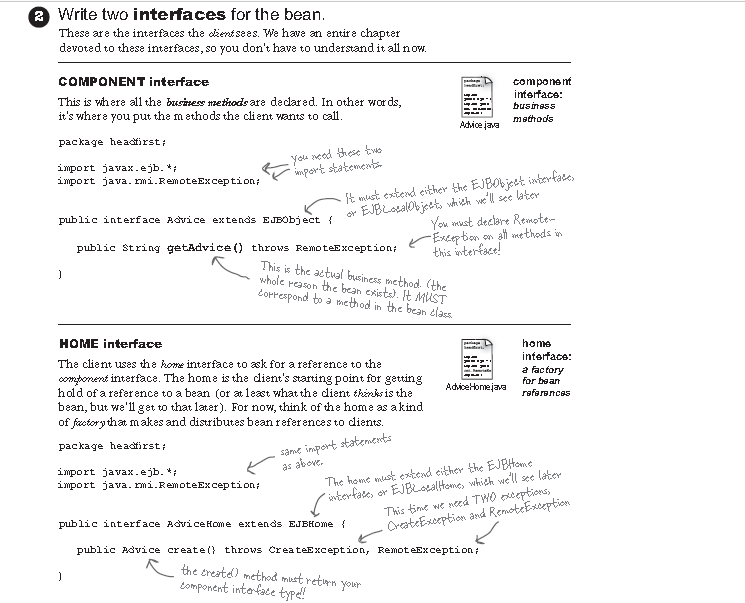 2 Write two interfaces for the bean.
These are the interfaces the client sees. We have an entire chapter
devoted to these interfaces, so you don't have to understand it all now.
COMPONENT interface
This is where all the business methods are declared. In other words,
it's where you put the methods the client wants to call.
component
interface:
business
methods
Advice.java
package headfirst;
import javax.ejb.*;
import java.rmi.RemoteException;
you need these two
import statements
It must extend either the EJBObject interface,
or EJBLocalObject, which we'll see later
public interface Advice extends EJBObject {
You must declare Remote-
Exception on all methods in
this interface!
public String getAdvice() throws RemoteException;
This is the actual business method. (the
whole reason the bean exists). It MUST
correspond to a method in the bean class.
}
HOME interface
The client uses the home interface to ask for a reference to the
component interface. The home is the client's starting point for getting
hold of a reference to a bean (or at least what the client thinks is the
bean, but we'll get to that later). For now, think of the home as a kind
of factory that makes and distributes bean references to clients.
home
interface:
a factory
for bean
references
AdviceHome.java
package headfirst;
same import statements
as above.
import javax.ejb.*;
import java.rmi.RemoteException;
The home must extend either the EJBHome
interface, or EJBLocalHome, which we'll see later
public interface AdviceHome extends EJBHome {
This time we need TWO exceptions,
CreateException and RemoteException
public Advice create() throws CreateException, RemoteException;
the create() method must return your
component interface type!!
}